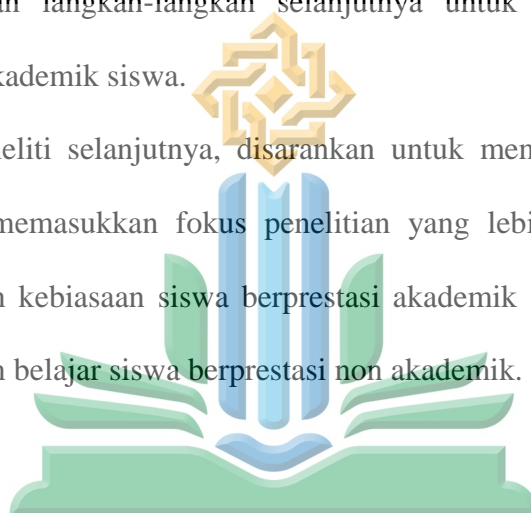 langkah-langkah selanjutnya untuk
kademik siswa.
neliti selanjutnya, disarankan untuk men
memasukkan fokus penelitian yang lebi
n kebiasaan siswa berprestasi akademik
n belajar siswa berprestasi non akademik.